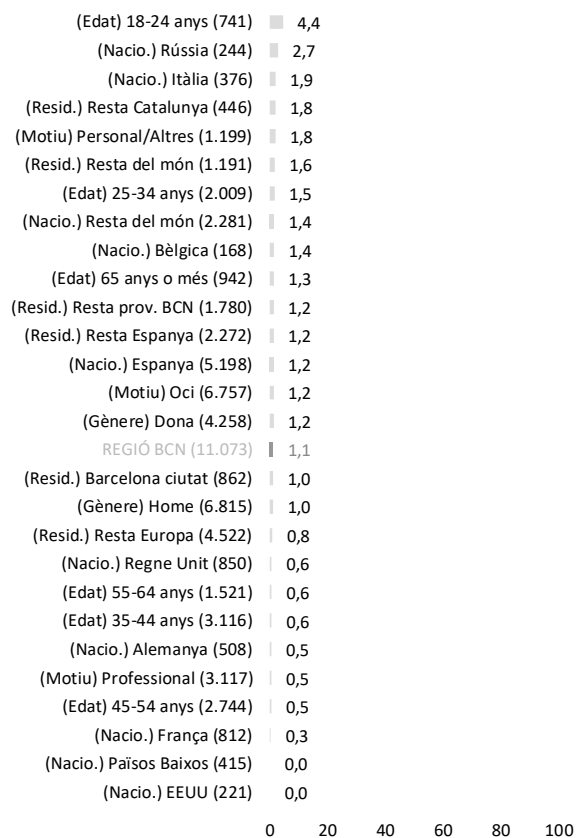 (Edat) 18-24 anys (741) 4,4
(Nacio.) Rússia (244) 2,7
(Nacio.) Itàlia (376) 1,9
(Resid.) Resta Catalunya (446) 1,8
(Motiu) Personal/Altres (1.199) 1,8
(Resid.) Resta del món (1.191) 1,6
(Edat) 25-34 anys (2.009) 1,5
(Nacio.) Resta del món (2.281) 1,4
(Nacio.) Bèlgica (168) 1,4
(Edat) 65 anys o més (942) 1,3
(Resid.) Resta prov. BCN (1.780) 1,2
(Resid.) Resta Espanya (2.272) 1,2
(Nacio.) Espanya (5.198) 1,2
(Motiu) Oci (6.757) 1,2
(Gènere) Dona (4.258) 1,2
REGIÓ BCN (11.073) 1,1
(Resid.) Barcelona ciutat (862) 1,0
(Gènere) Home (6.815) 1,0
(Resid.) Resta Europa (4.522) 0,8
(Nacio.) Regne Unit (850) 0,6
(Edat) 55-64 anys (1.521) 0,6
(Edat) 35-44 anys (3.116) 0,6
(Nacio.) Alemanya (508) 0,5
(Motiu) Professional (3.117) 0,5
(Edat) 45-54 anys (2.744) 0,5
(Nacio.) França (812) 0,3
(Nacio.) Països Baixos (415) 0,0
(Nacio.) EEUU (221) 0,0
0 20 40 60 80 100